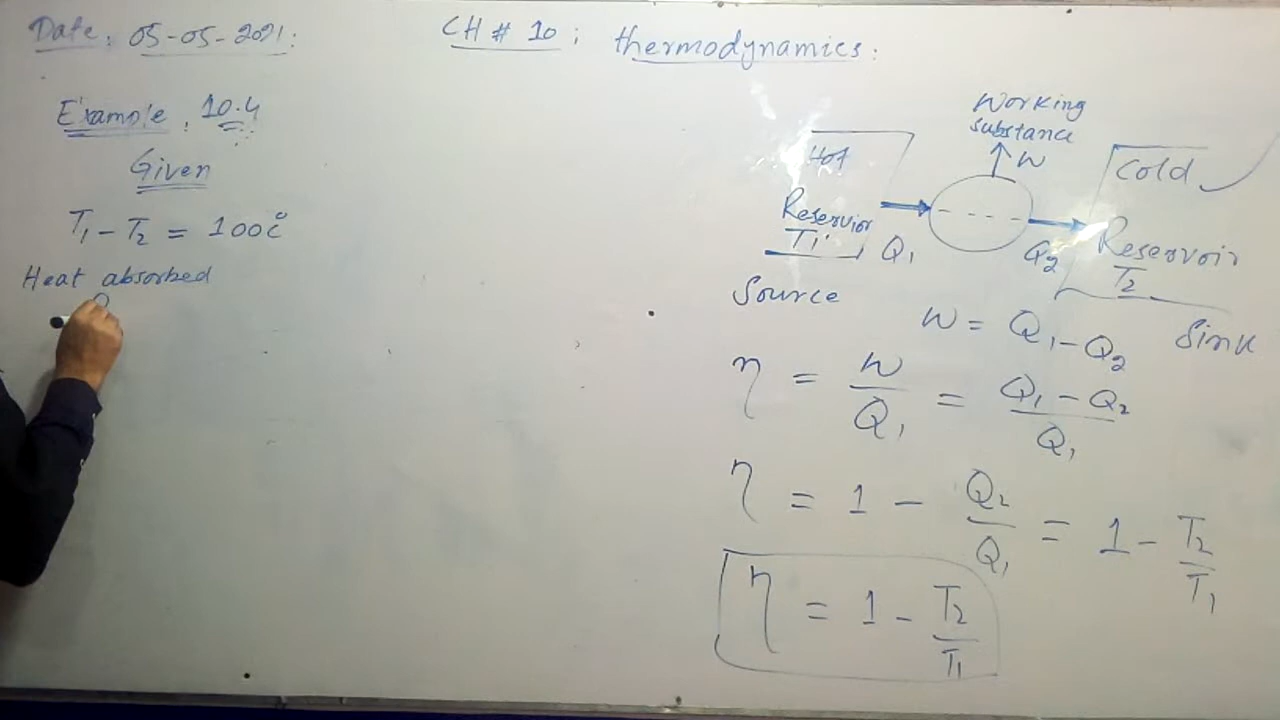 Date: 05-05-2021:
CH # 10 ; thermodynamics:
Example, 10.4
Given
T₁ - T₂ = 100C°
Heat absorbed
Q
Working
substance
W
Hot
Reservior
T₁
Q₁
Source
Q₂
Cold
Reservoir
T₂
Sink
W = Q₁ - Q₂
η = W/Q₁ = (Q₁ - Q₂)/Q₁
η = 1 - Q₂/Q₁ = 1 - T₂/T₁
η = 1 - T₂/T₁